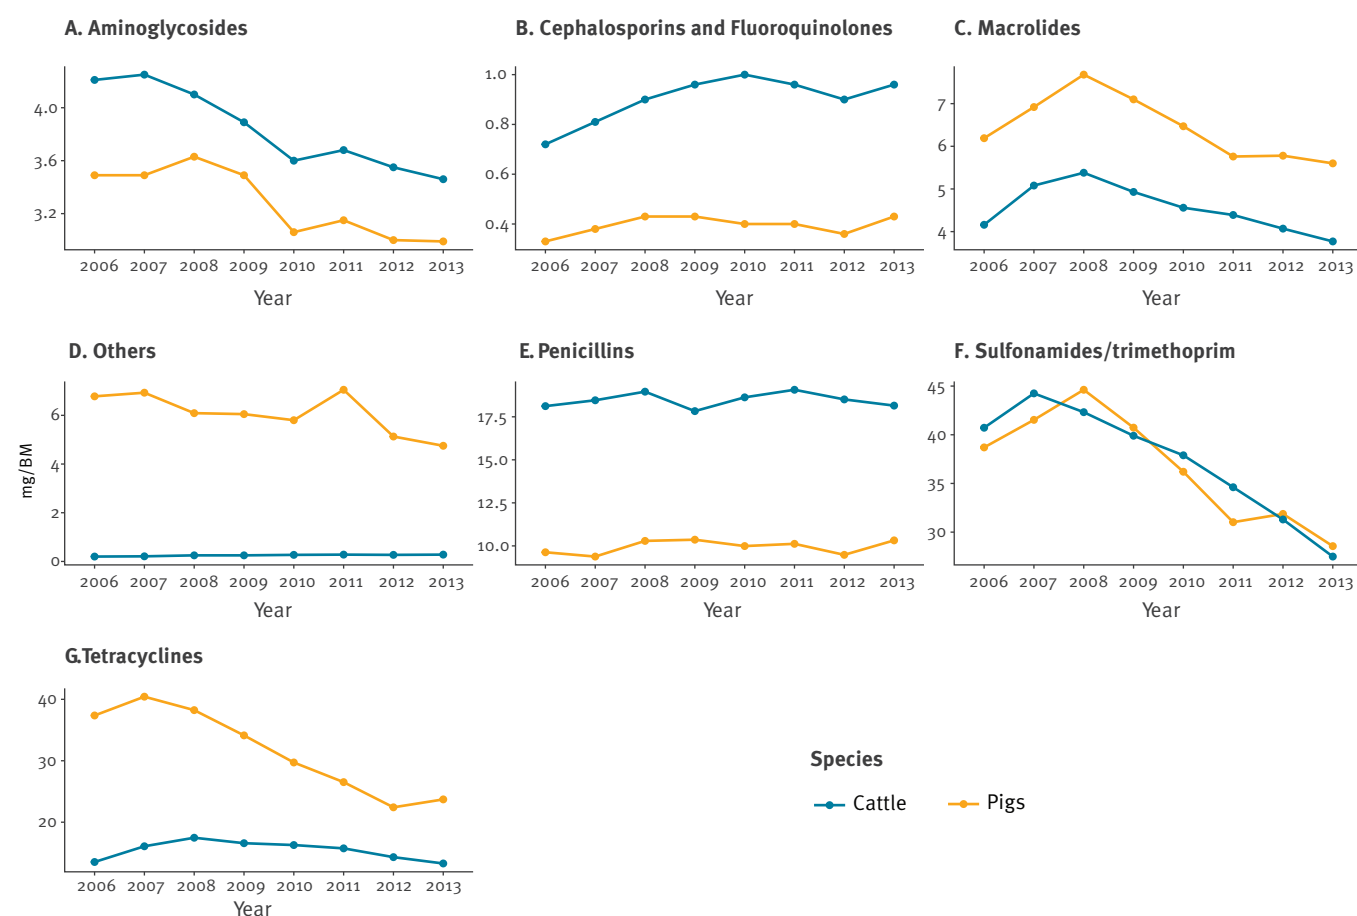 A. Aminoglycosides
B. Cephalosporins and Fluoroquinolones
C. Macrolides
4.0
3.6
3.2
1.0
0.8
0.6
0.4
7
6
5
4
2006 2007 2008 2009 2010 2011 2012 2013
2006 2007 2008 2009 2010 2011 2012 2013
2006 2007 2008 2009 2010 2011 2012 2013
Year
Year
Year
D. Others
E. Penicillins
F. Sulfonamides/trimethoprim
mg/BM
6
4
2
0
17.5
15.0
12.5
10.0
45
40
35
30
2006 2007 2008 2009 2010 2011 2012 2013
2006 2007 2008 2009 2010 2011 2012 2013
2006 2007 2008 2009 2010 2011 2012 2013
Year
Year
Year
G.Tetracyclines
40
30
20
2006 2007 2008 2009 2010 2011 2012 2013
Year
Species
Cattle
Pigs